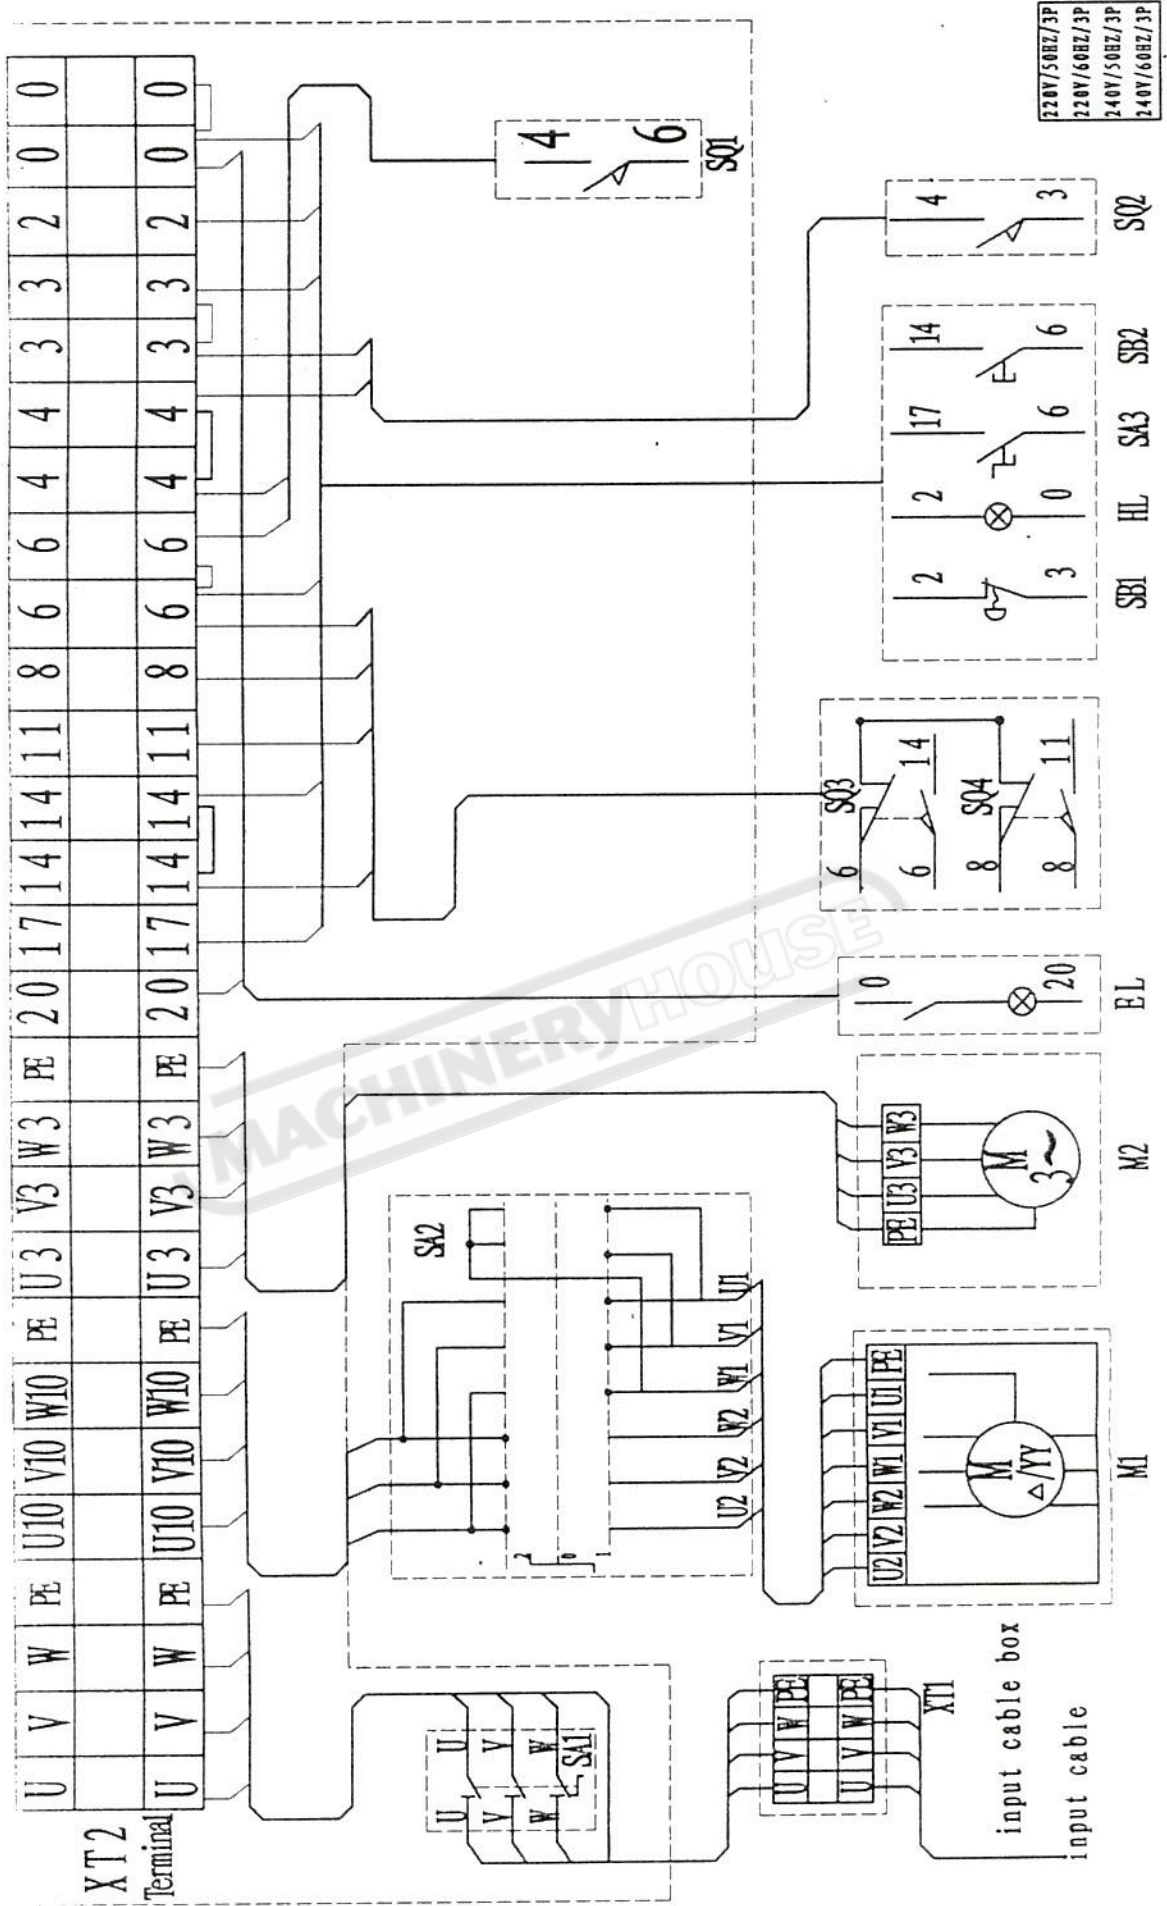 XT2
U V W PE U10 V10 W10 PE U3 V3 W3 PE 20 17 14 14 11 8 6 6 4 4 3 3 2 0 0
Terminal
U V W PE U10 V10 W10 PE U3 V3 W3 PE 20 17 14 14 11 8 6 6 4 4 3 3 2 0 0
U V W
U V W
SA1
SA2
2
0
1
U2 V2 W2 W1 V1 U1
4
6
SQ1
U V W PE
U V W PE
XT1
input cable box
input cable
U2 V2 W2 W1 V1 U1 PE
M
△/YY
M1
PE U3 V3 W3
M
3~
M2
0
20
EL
6 SQ3
6 14
8 SQ4
8 11
2 2 17 14
3 0 6 6
SB1 HL SA3 SB2
4
3
SQ2
220V/50HZ/3P
220V/60HZ/3P
240V/50HZ/3P
240V/60HZ/3P
MACHINERYHOUSE